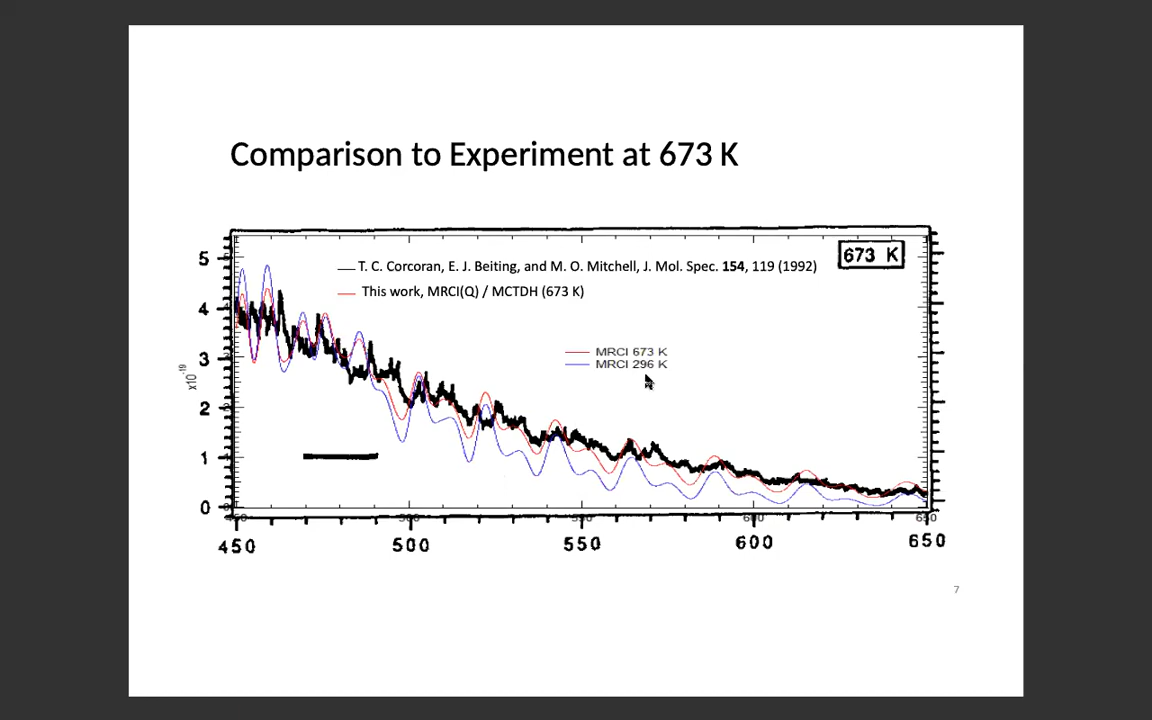 Comparison to Experiment at 673 K
673 K
T. C. Corcoran, E. J. Beiting, and M. O. Mitchell, J. Mol. Spec. 154, 119 (1992)
This work, MRCI(Q) / MCTDH (673 K)
MRCI 673 K
MRCI 296 K
x10-19
5
4
3
2
1
0
450 500 550 600 650
7